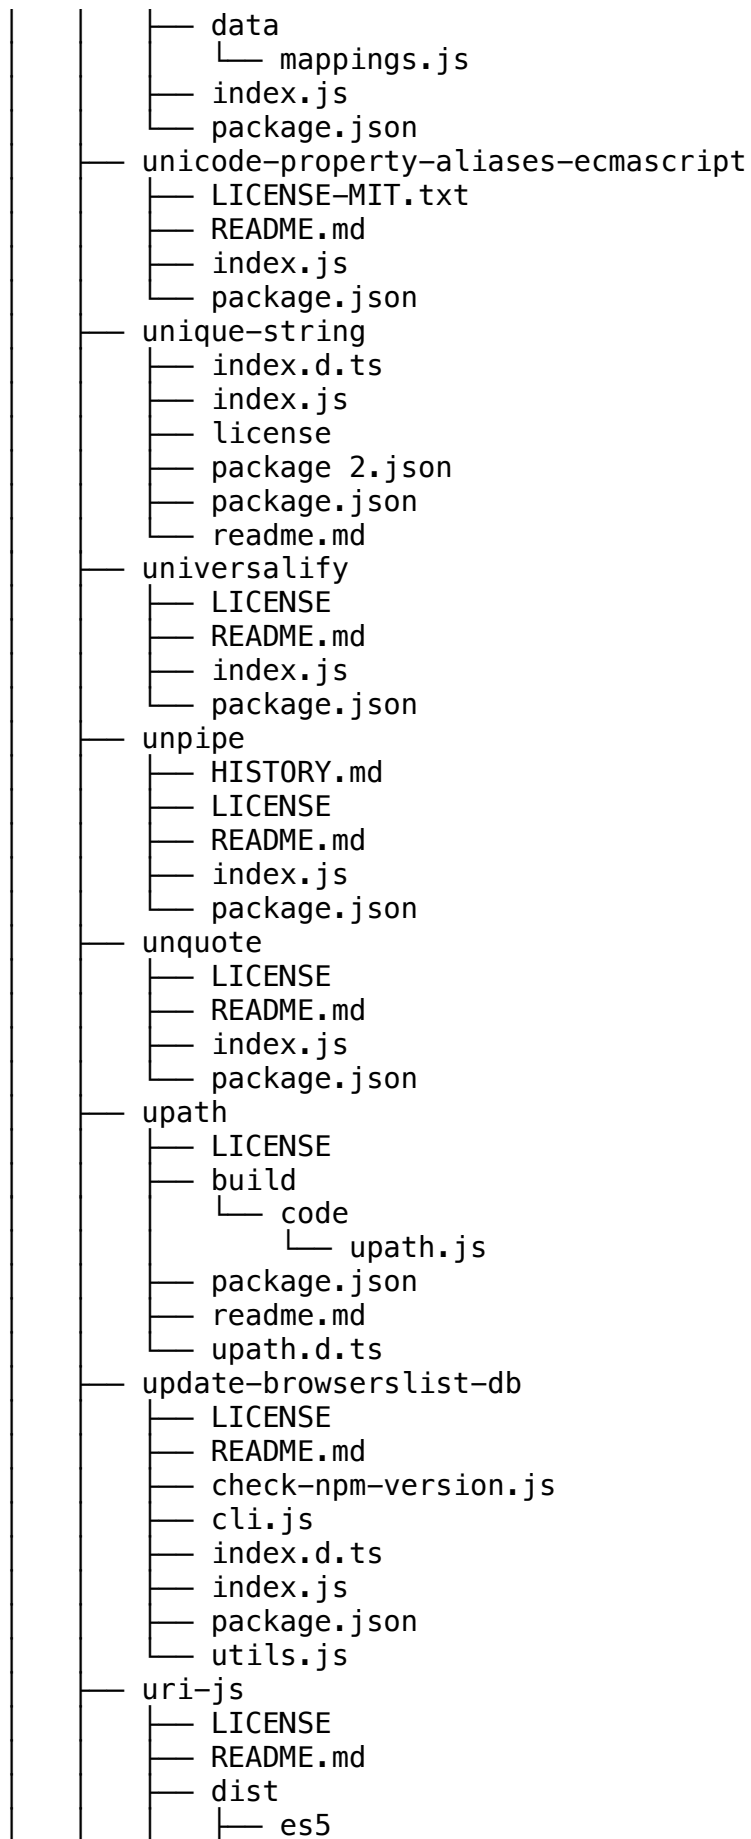 │   │   ├── data
│   │   │   └── mappings.js
│   │   ├── index.js
│   │   └── package.json
│   ├── unicode-property-aliases-ecmascript
│   │   ├── LICENSE-MIT.txt
│   │   ├── README.md
│   │   ├── index.js
│   │   └── package.json
│   ├── unique-string
│   │   ├── index.d.ts
│   │   ├── index.js
│   │   ├── license
│   │   ├── package 2.json
│   │   ├── package.json
│   │   └── readme.md
│   ├── universalify
│   │   ├── LICENSE
│   │   ├── README.md
│   │   ├── index.js
│   │   └── package.json
│   ├── unpipe
│   │   ├── HISTORY.md
│   │   ├── LICENSE
│   │   ├── README.md
│   │   ├── index.js
│   │   └── package.json
│   ├── unquote
│   │   ├── LICENSE
│   │   ├── README.md
│   │   ├── index.js
│   │   └── package.json
│   ├── upath
│   │   ├── LICENSE
│   │   ├── build
│   │   │   └── code
│   │   │       └── upath.js
│   │   ├── package.json
│   │   ├── readme.md
│   │   └── upath.d.ts
│   ├── update-browserslist-db
│   │   ├── LICENSE
│   │   ├── README.md
│   │   ├── check-npm-version.js
│   │   ├── cli.js
│   │   ├── index.d.ts
│   │   ├── index.js
│   │   ├── package.json
│   │   └── utils.js
│   ├── uri-js
│   │   ├── LICENSE
│   │   ├── README.md
│   │   ├── dist
│   │   │   ├── es5